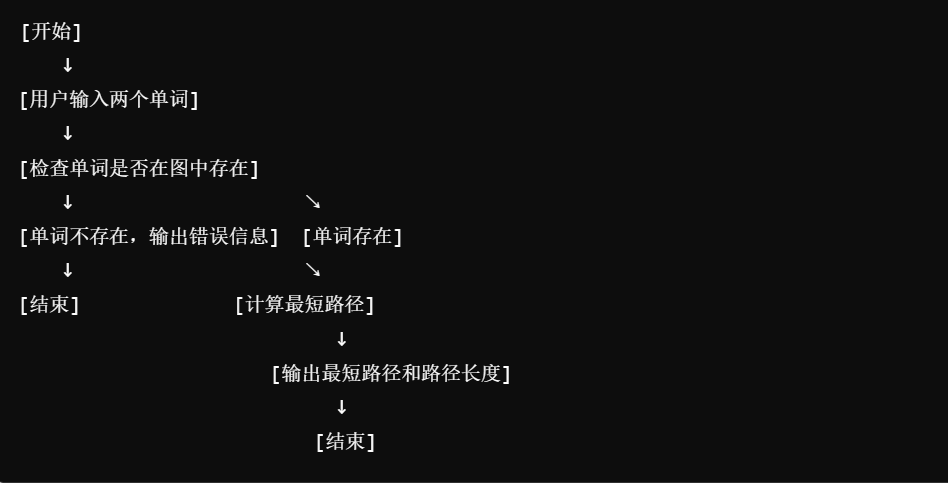 [开始]
↓
[用户输入两个单词]
↓
[检查单词是否在图中存在]
↓ ↘
[单词不存在，输出错误信息] [单词存在]
↓ ↘
[结束] [计算最短路径]
↓
[输出最短路径和路径长度]
↓
[结束]